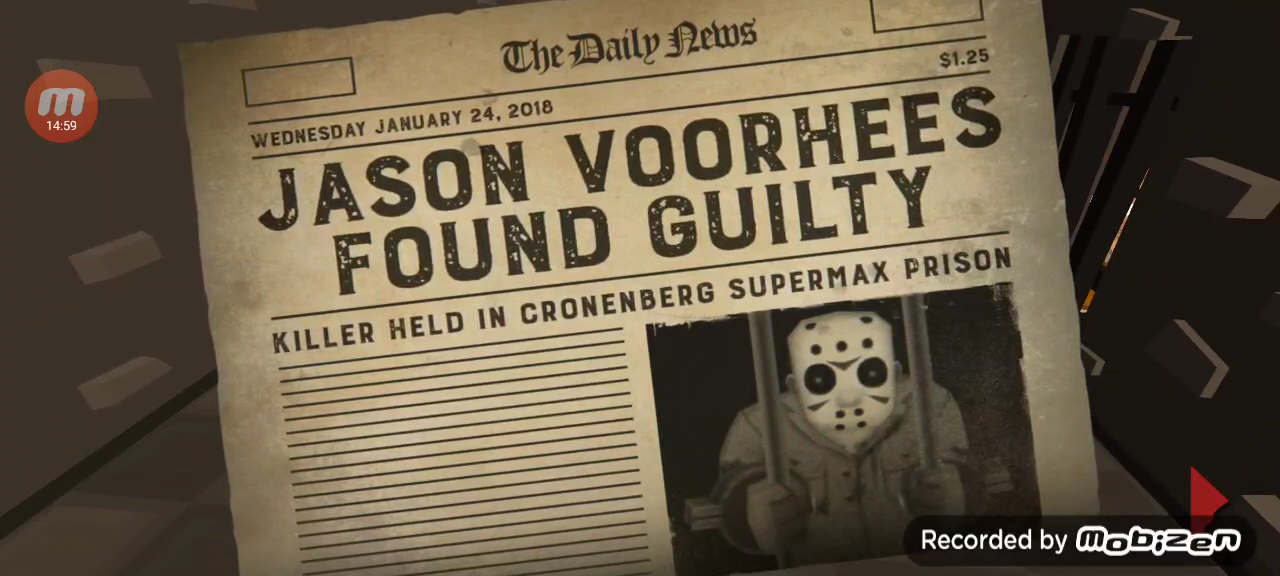 The Daily News
WEDNESDAY JANUARY 24, 2018
$1.25
JASON VOORHEES
FOUND GUILTY
KILLER HELD IN CRONENBERG SUPERMAX PRISON
14:59
Recorded by mobizen